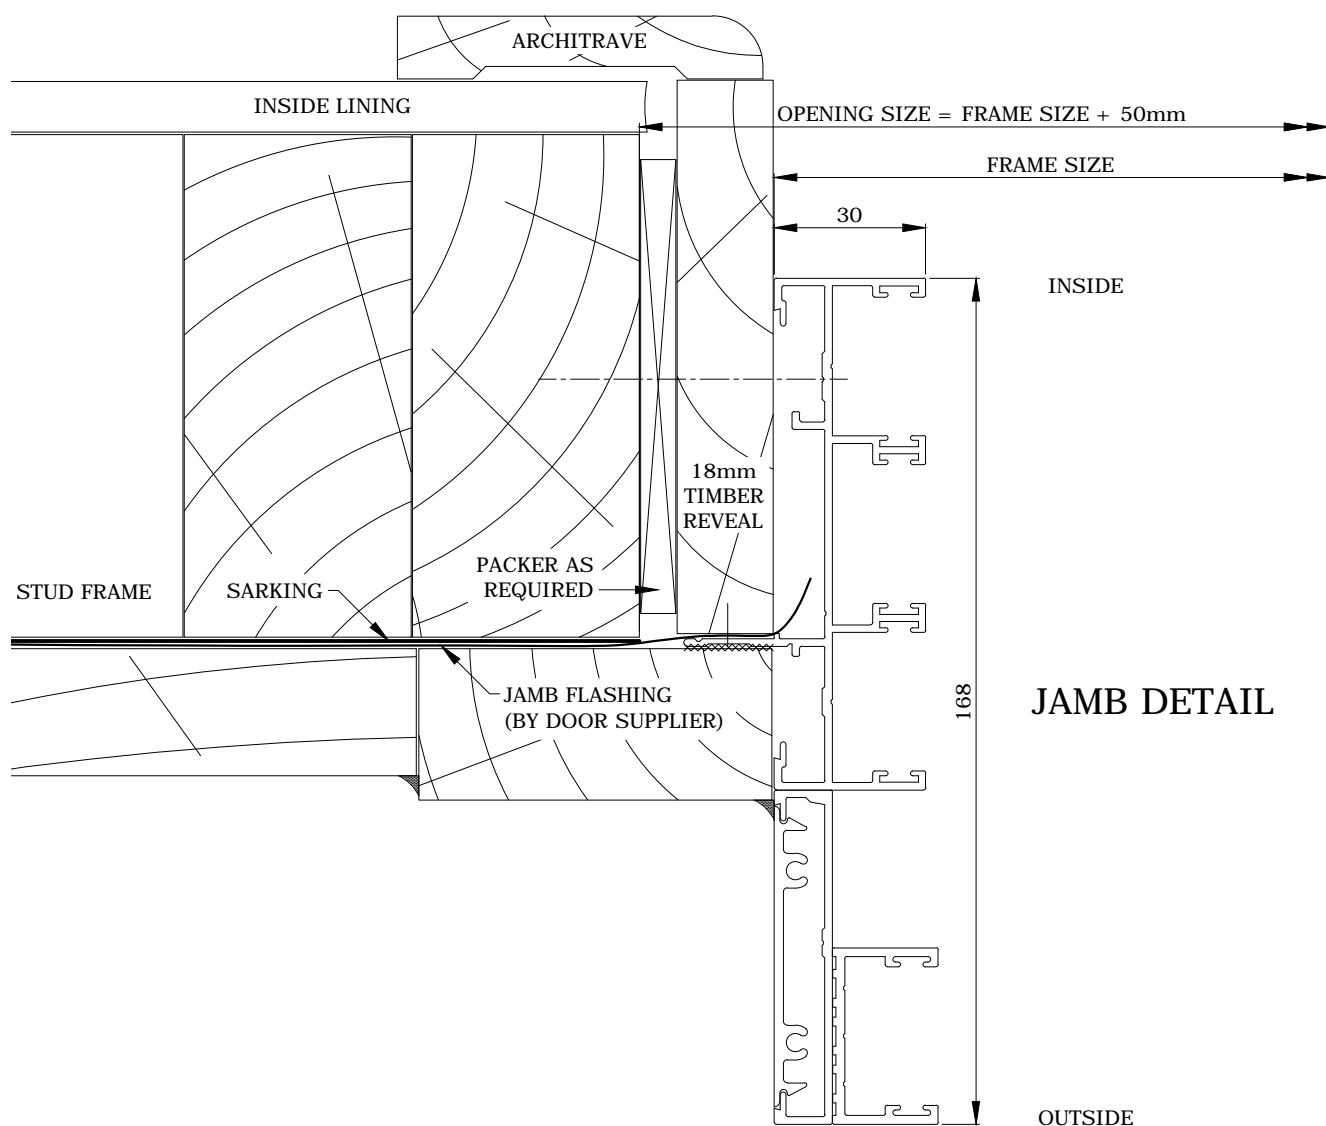 ARCHITRAVE
INSIDE LINING
OPENING SIZE = FRAME SIZE + 50mm
FRAME SIZE
30
INSIDE
18mm
TIMBER
REVEAL
PACKER AS
REQUIRED
STUD FRAME
SARKING
JAMB FLASHING
(BY DOOR SUPPLIER)
168
JAMB DETAIL
OUTSIDE